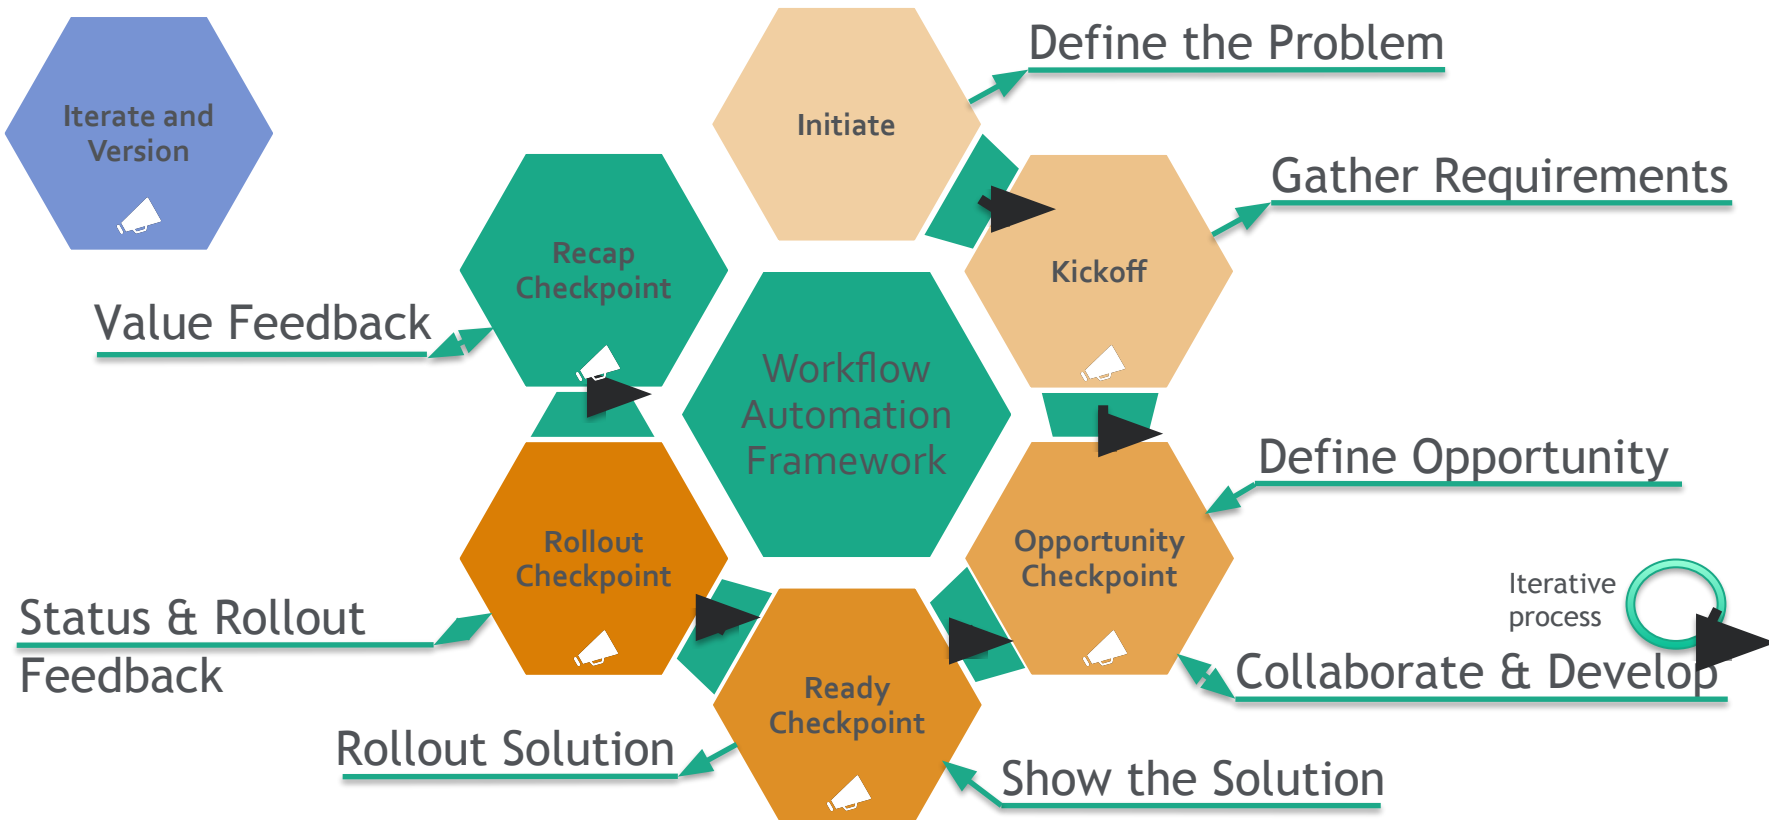 Define the Problem
Iterate and
Version
Initiate
Gather Requirements
Recap
Checkpoint
Kickoff
Value Feedback
Workflow
Automation
Framework
Define Opportunity
Rollout
Checkpoint
Opportunity
Checkpoint
Iterative
process
Status & Rollout
Feedback
Collaborate & Develop
Ready
Checkpoint
Rollout Solution
Show the Solution